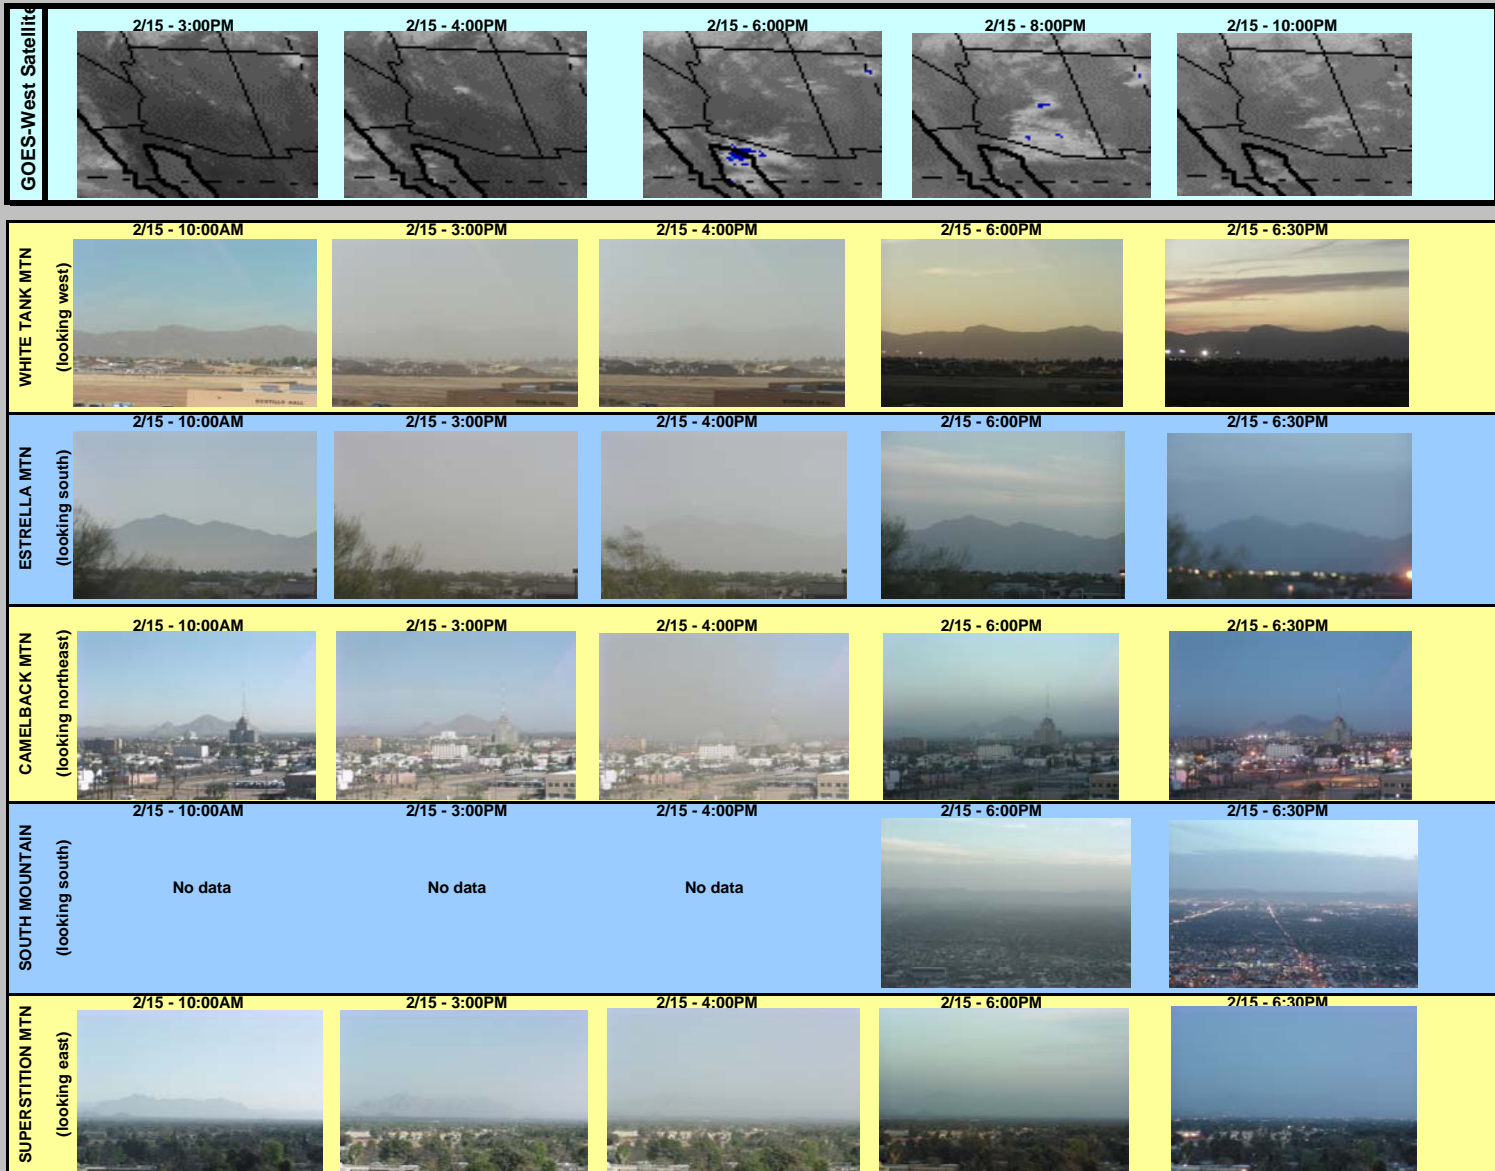 GOES-West Satellite
2/15 - 3:00PM
2/15 - 4:00PM
2/15 - 6:00PM
2/15 - 8:00PM
2/15 - 10:00PM
WHITE TANK MTN
(looking west)
2/15 - 10:00AM
2/15 - 3:00PM
2/15 - 4:00PM
2/15 - 6:00PM
2/15 - 6:30PM
ESTRELLA MTN
(looking south)
2/15 - 10:00AM
2/15 - 3:00PM
2/15 - 4:00PM
2/15 - 6:00PM
2/15 - 6:30PM
CAMELBACK MTN
(looking northeast)
2/15 - 10:00AM
2/15 - 3:00PM
2/15 - 4:00PM
2/15 - 6:00PM
2/15 - 6:30PM
SOUTH MOUNTAIN
(looking south)
2/15 - 10:00AM
2/15 - 3:00PM
2/15 - 4:00PM
2/15 - 6:00PM
2/15 - 6:30PM
No data
No data
No data
SUPERSTITION MTN
(looking east)
2/15 - 10:00AM
2/15 - 3:00PM
2/15 - 4:00PM
2/15 - 6:00PM
2/15 - 6:30PM